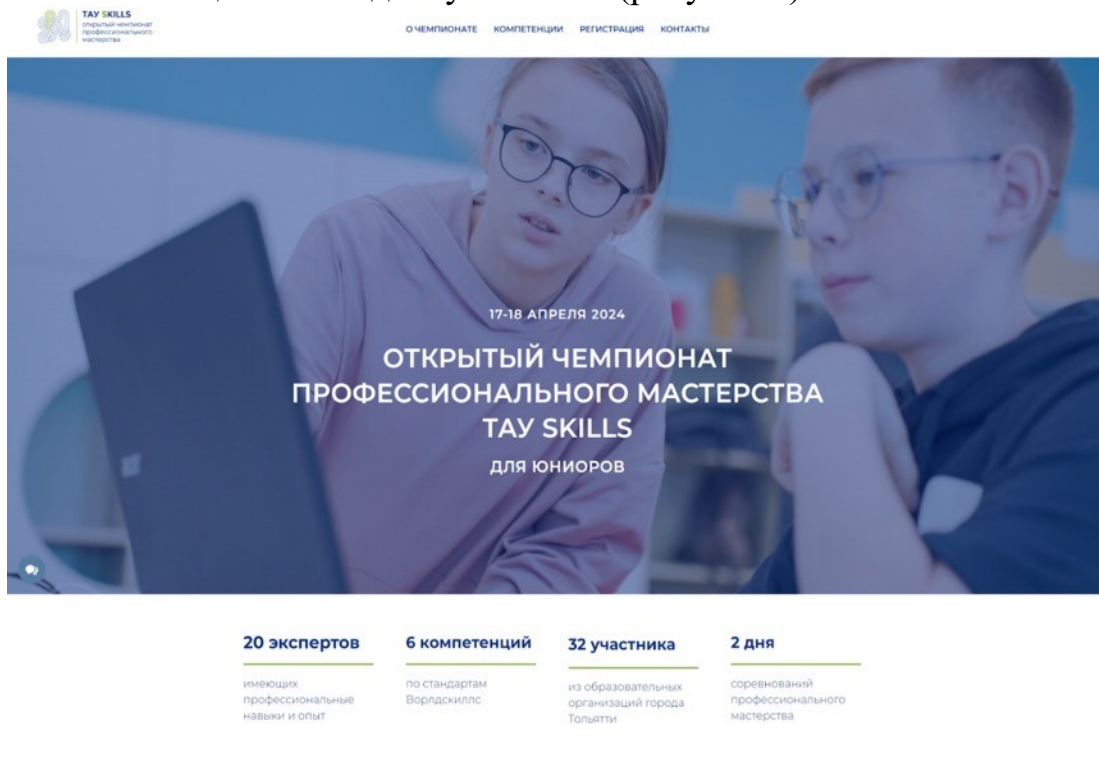 TAY SKILLS
открытый чемпионат
профессионального
мастерства
О ЧЕМПИОНАТЕ КОМПЕТЕНЦИИ РЕГИСТРАЦИЯ КОНТАКТЫ
17-18 АПРЕЛЯ 2024
ОТКРЫТЫЙ ЧЕМПИОНАТ
ПРОФЕССИОНАЛЬНОГО МАСТЕРСТВА
ТАУ SKILLS
ДЛЯ ЮНИОРОВ
20 экспертов
имеющих
профессиональные
навыки и опыт
6 компетенций
по стандартам
Ворлдскиллс
32 участника
из образовательных
организаций города
Тольятти
2 дня
соревнований
профессионального
мастерства